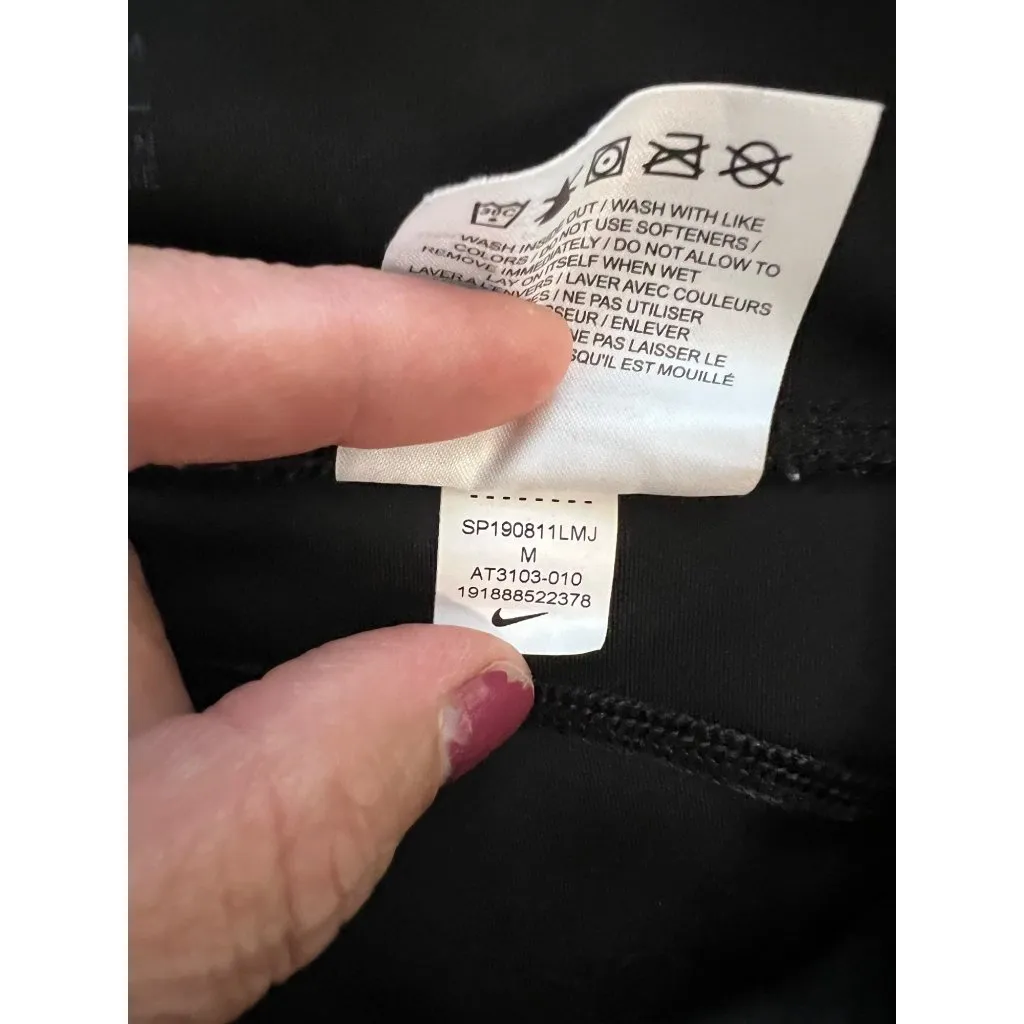 30C
WASH INSIDE OUT / WASH WITH LIKE
COLORS / DO NOT USE SOFTENERS /
REMOVE IMMEDIATELY / DO NOT ALLOW TO
LAY ON ITSELF WHEN WET
LAVER A L'ENVERS / LAVER AVEC COULEURS
/ NE PAS UTILISER
/ ENLEVER
NE PAS LAISSER LE
QU'IL EST MOUILLÉ
SP190811LMJ
M
AT3103-010
191888522378